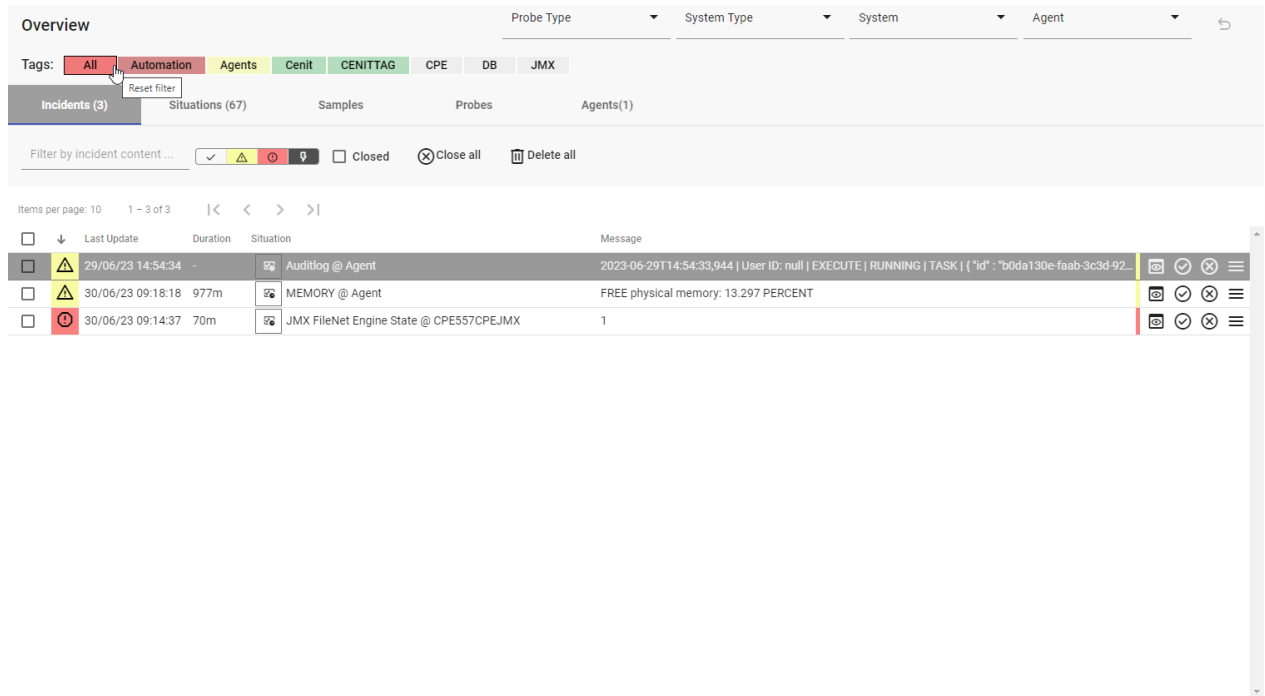 Overview Probe Type System Type System Agent
Tags: All Automation Agents Cenit CENITTAG CPE DB JMX
Reset filter
Incidents (3) Situations (67) Samples Probes Agents(1)
Filter by incident content ... Closed Close all Delete all
Items per page: 10 1 – 3 of 3
Last Update Duration Situation Message
29/06/23 14:54:34 - Auditlog @ Agent 2023-06-29T14:54:33,944 | User ID: null | EXECUTE | RUNNING | TASK | { "id" : "b0da130e-faab-3c3d-92...
30/06/23 09:18:18 977m MEMORY @ Agent FREE physical memory: 13.297 PERCENT
30/06/23 09:14:37 70m JMX FileNet Engine State @ CPE557CPEJMX 1